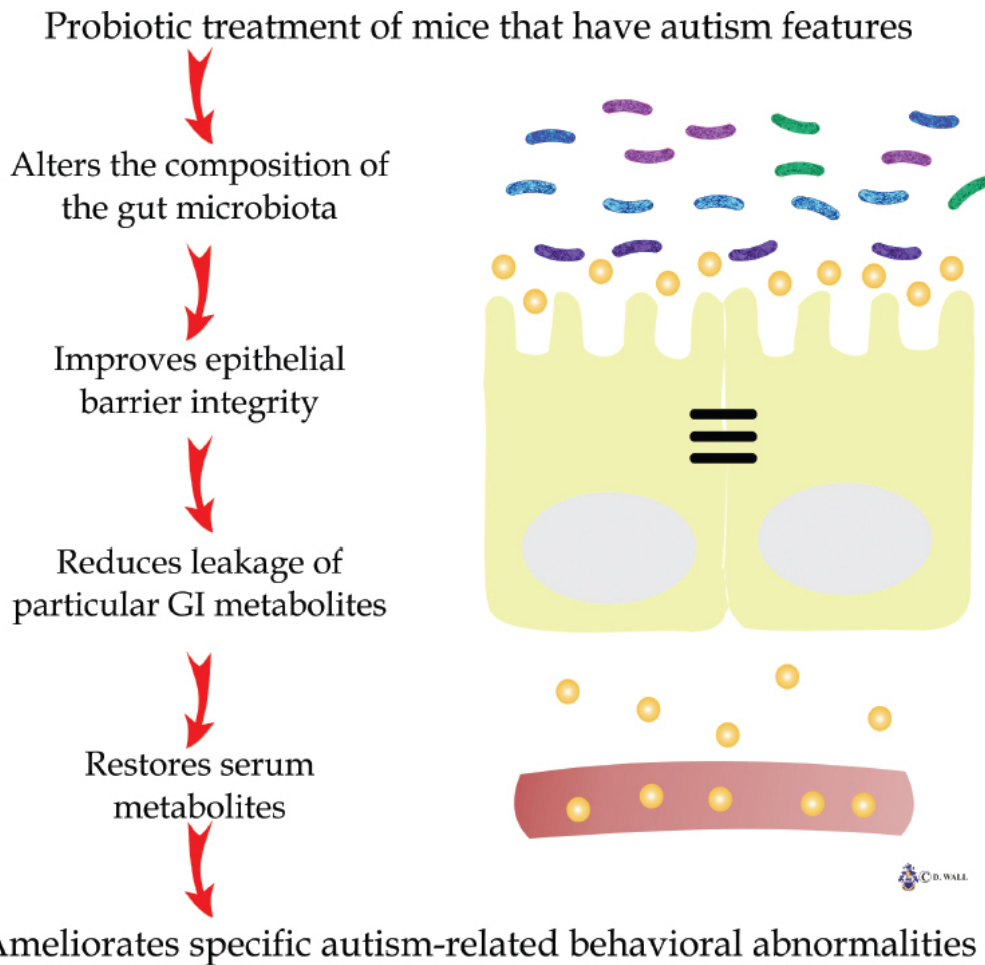 Probiotic treatment of mice that have autism features
Alters the composition of
the gut microbiota
Improves epithelial
barrier integrity
Reduces leakage of
particular GI metabolites
Restores serum
metabolites
© D. WALL
Ameliorates specific autism-related behavioral abnormalities